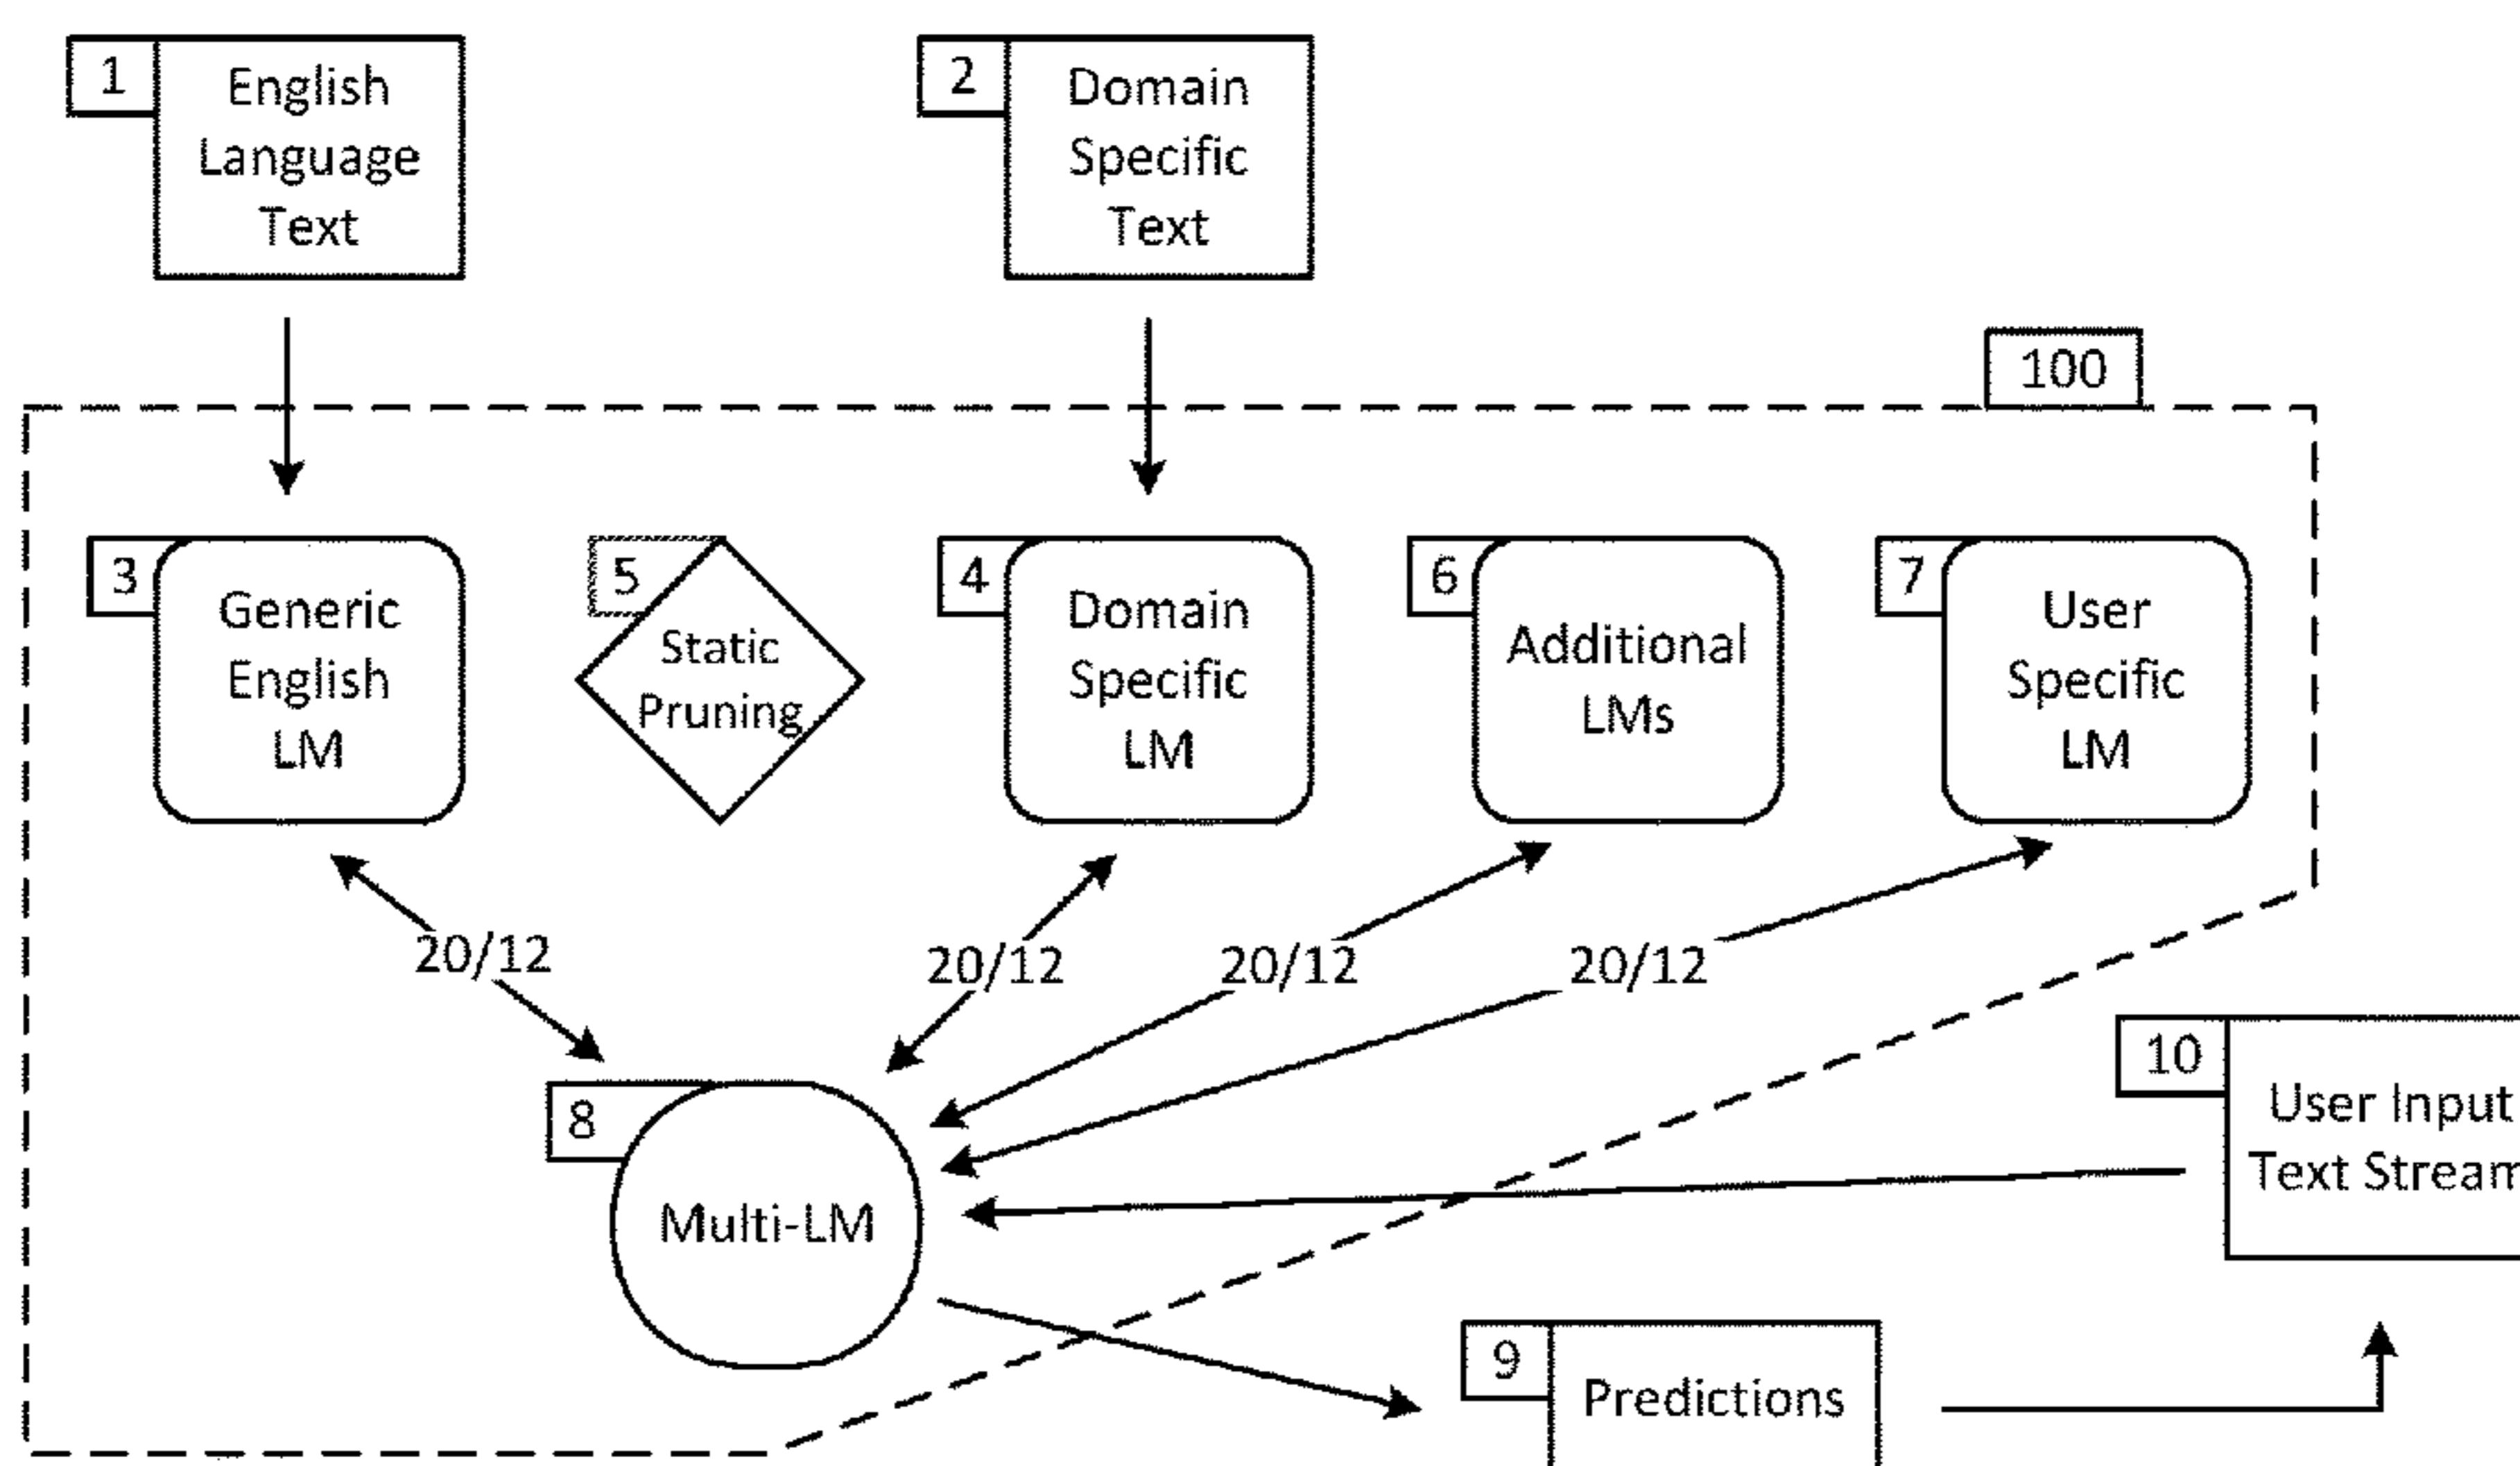 1
English
Language
Text
2
Domain
Specific
Text
100
3
Generic
English
LM
5
Static
Pruning
4
Domain
Specific
LM
6
Additional
LMs
7
User
Specific
LM
20/12
20/12
20/12
20/12
8
Multi-LM
10
User Input
Text Stream
9
Predictions